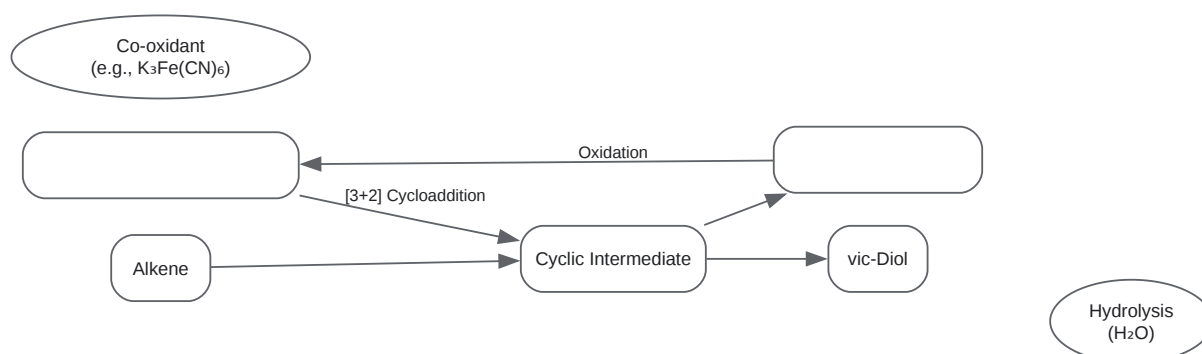 Co-oxidant
(e.g., K₃Fe(CN)₆)
Oxidation
[3+2] Cycloaddition
Alkene
Cyclic Intermediate
vic-Diol
Hydrolysis
(H₂O)